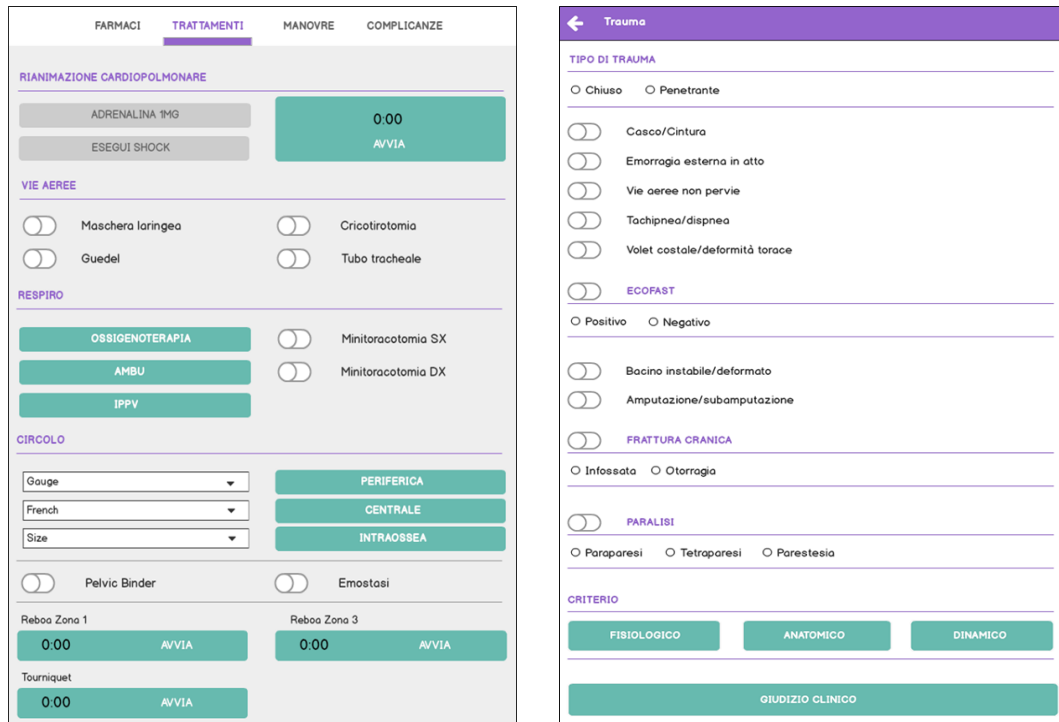 FARMACI TRATTAMENTI MANOVRE COMPLICANZE
RIANIMAZIONE CARDIOPOLMONARE
ADRENALINA 1MG
ESEGUI SHOCK
0:00
AVVIA
VIE AEREE
Maschera laringea Cricotirotomia
Guedel Tubo tracheale
RESPIRO
OSSIGENOTERAPIA Minitoracotomia SX
AMBU Minitoracotomia DX
IPPV
CIRCOLO
Gauge PERIFERICA
French CENTRALE
Size INTRAOSSEA
Pelvic Binder Emostasi
Reboa Zona 1 Reboa Zona 3
0:00 AVVIA 0:00 AVVIA
Tourniquet
0:00 AVVIA
Trauma
TIPO DI TRAUMA
Chiuso Penetrante
Casco/Cintura
Emorragia esterna in atto
Vie aeree non pervie
Tachipnea/dispnea
Volet costale/deformità torace
ECOFAST
Positivo Negativo
Bacino instabile/deformato
Amputazione/subamputazione
FRATTURA CRANICA
Infossata Otorragia
PARALISI
Paraparesi Tetraparesi Parestesia
CRITERIO
FISIOLOGICO ANATOMICO DINAMICO
GIUDIZIO CLINICO